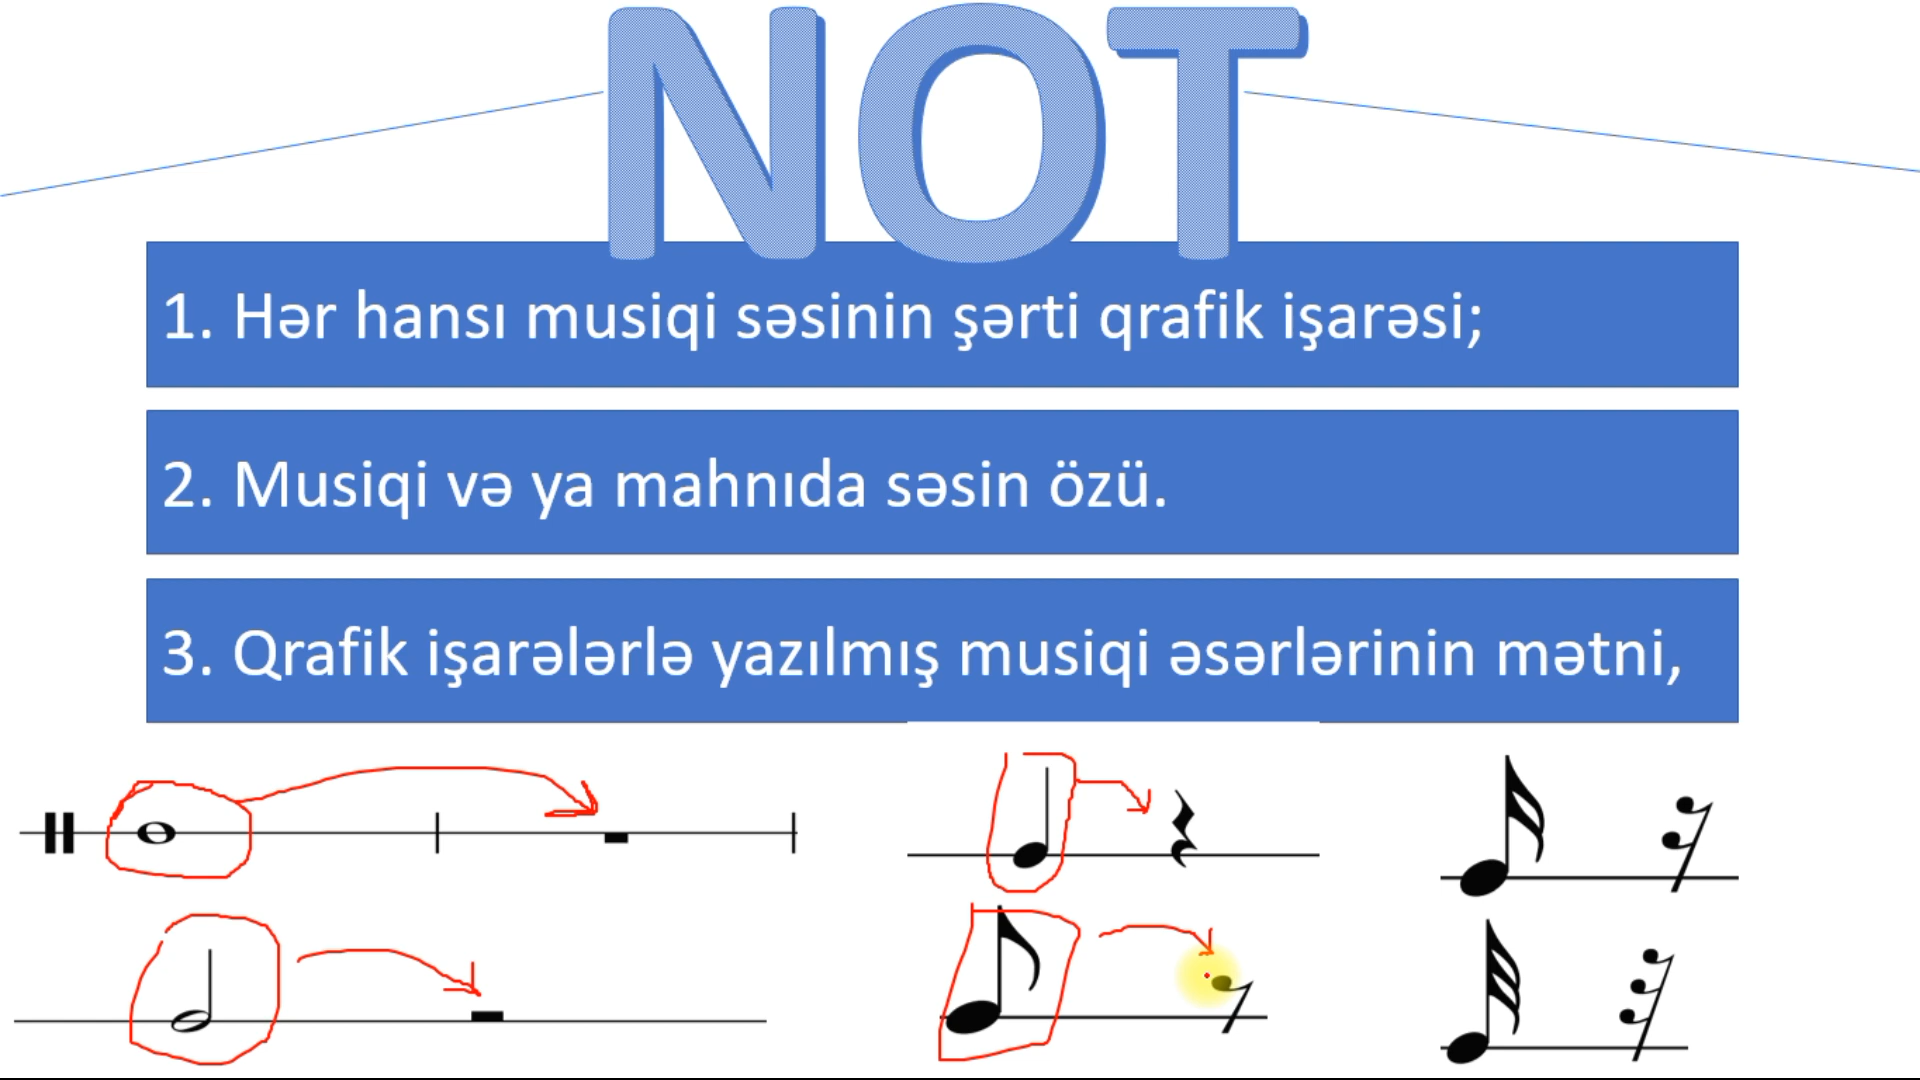 NOT
1. Hər hansı musiqi səsinin şərti qrafik işarəsi;
2. Musiqi və ya mahnıda səsin özü.
3. Qrafik işarələrlə yazılmış musiqi əsərlərinin mətni,